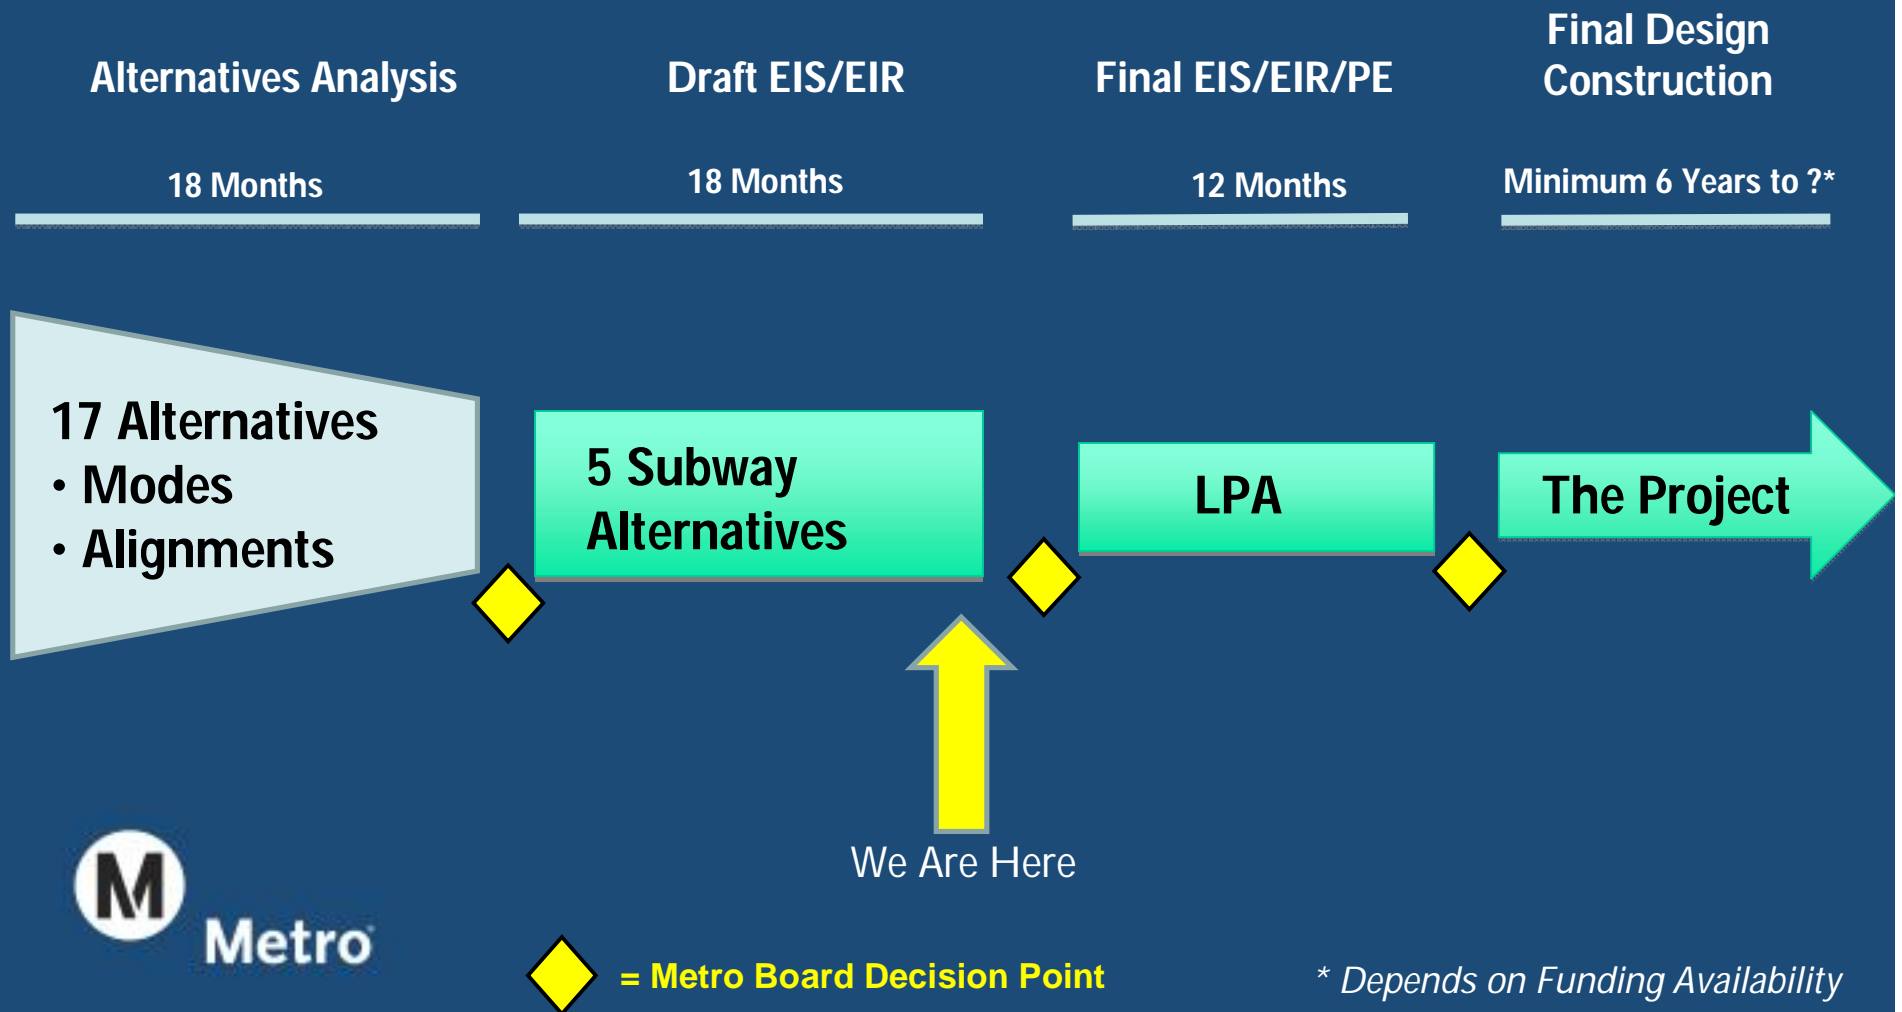 Alternatives Analysis
Draft EIS/EIR
Final EIS/EIR/PE
Final Design
Construction
18 Months
18 Months
12 Months
Minimum 6 Years to ?*
17 Alternatives
• Modes
• Alignments
5 Subway
Alternatives
LPA
The Project
We Are Here
M
Metro
= Metro Board Decision Point
* Depends on Funding Availability